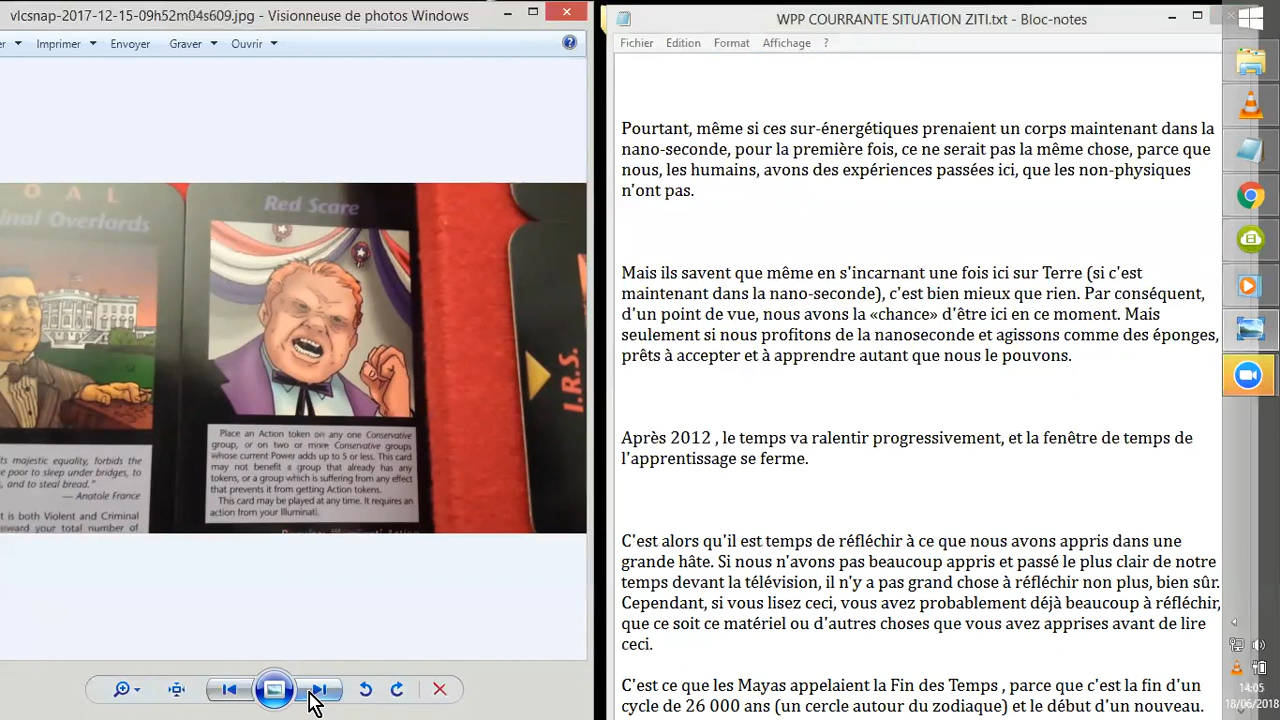 vlcsnap-2017-12-15-09h52m04s609.jpg - Visionneuse de photos Windows
Imprimer
Envoyer
Graver
Ouvrir
?
G O A L
nal Overlords
ts majestic equality, forbids the
poor to sleep under bridges, to
, and to steal bread."
— Anatole France
t is both Violent and Criminal
ward your total number of
Red Scare
Place an Action token on any one Conservative
group, or on two or more Conservative groups
whose current Power adds up to 5 or less. This card
may not benefit a group that already has any
tokens, or a group which is suffering from any effect
that prevents it from getting Action tokens.
This card may be played at any time. It requires an
action from your Illuminati.
I.R.S.
WPP COURRANTE SITUATION ZITI.txt - Bloc-notes
Fichier Edition Format Affichage ?
Pourtant, même si ces sur-énergétiques prenaient un corps maintenant dans la
nano-seconde, pour la première fois, ce ne serait pas la même chose, parce que
nous, les humains, avons des expériences passées ici, que les non-physiques
n'ont pas.
Mais ils savent que même en s'incarnant une fois ici sur Terre (si c'est
maintenant dans la nano-seconde), c'est bien mieux que rien. Par conséquent,
d'un point de vue, nous avons la «chance» d'être ici en ce moment. Mais
seulement si nous profitons de la nanoseconde et agissons comme des éponges,
prêts à accepter et à apprendre autant que nous le pouvons.
Après 2012 , le temps va ralentir progressivement, et la fenêtre de temps de
l'apprentissage se ferme.
C'est alors qu'il est temps de réfléchir à ce que nous avons appris dans une
grande hâte. Si nous n'avons pas beaucoup appris et passé le plus clair de notre
temps devant la télévision, il n'y a pas grand chose à réfléchir non plus, bien sûr.
Cependant, si vous lisez ceci, vous avez probablement déjà beaucoup à réfléchir,
que ce soit ce matériel ou d'autres choses que vous avez apprises avant de lire
ceci.
C'est ce que les Mayas appelaient la Fin des Temps , parce que c'est la fin d'un
cycle de 26 000 ans (un cercle autour du zodiaque) et le début d'un nouveau.
14:05
18/06/2018